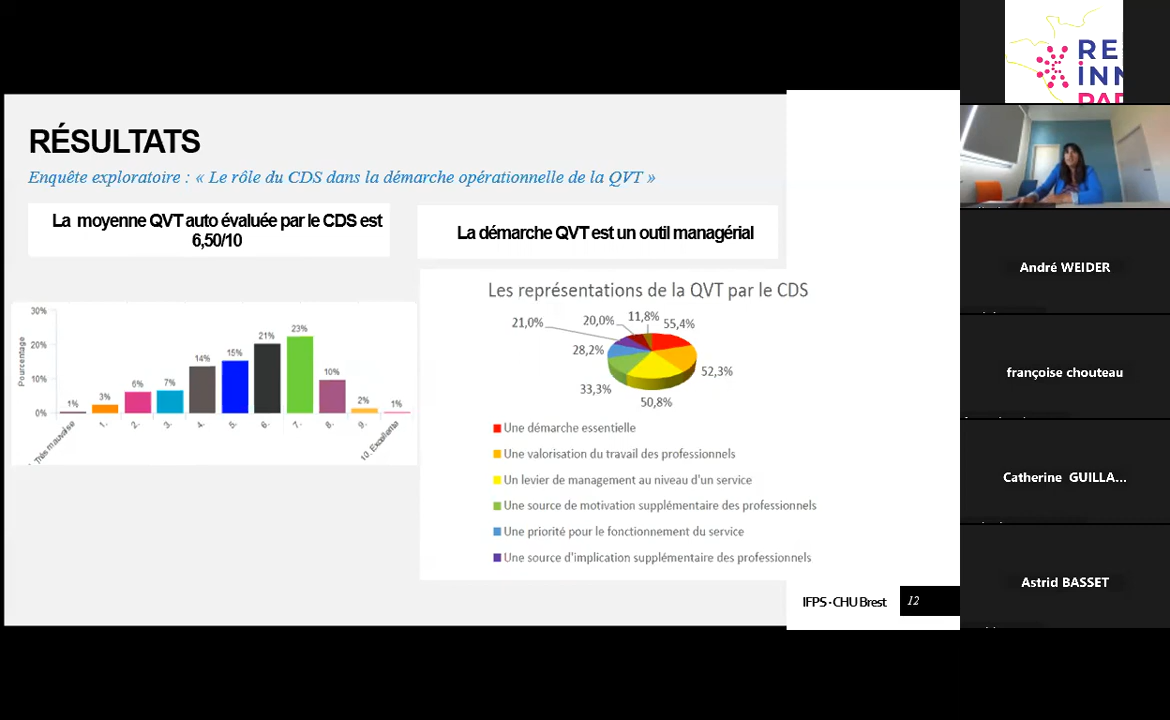 RÉSULTATS
Enquête exploratoire : « Le rôle du CDS dans la démarche opérationnelle de la QVT »
La moyenne QVT auto évaluée par le CDS est
6,50/10
La démarche QVT est un outil managérial
Pourcentage
30%
20%
10%
0%
1%
3%
6%
7%
14%
15%
21%
23%
10%
2%
1%
Très mauvaise
1.
2.
3.
4.
5.
6.
7.
8.
9.
10. Excellente
Les représentations de la QVT par le CDS
21,0%
20,0%
11,8%
55,4%
28,2%
52,3%
33,3%
50,8%
Une démarche essentielle
Une valorisation du travail des professionnels
Un levier de management au niveau d'un service
Une source de motivation supplémentaire des professionnels
Une priorité pour le fonctionnement du service
Une source d'implication supplémentaire des professionnels
IFPS - CHU Brest
12
André WEIDER
françoise chouteau
Catherine GUILLA...
Astrid BASSET